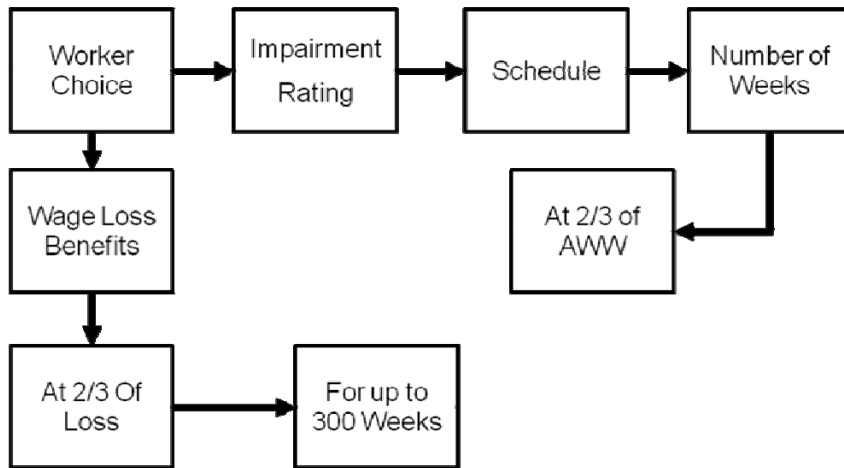 Worker
Choice
Impairment
Rating
Schedule
Number of
Weeks
Wage Loss
Benefits
At 2/3 of
AWW
At 2/3 Of
Loss
For up to
300 Weeks